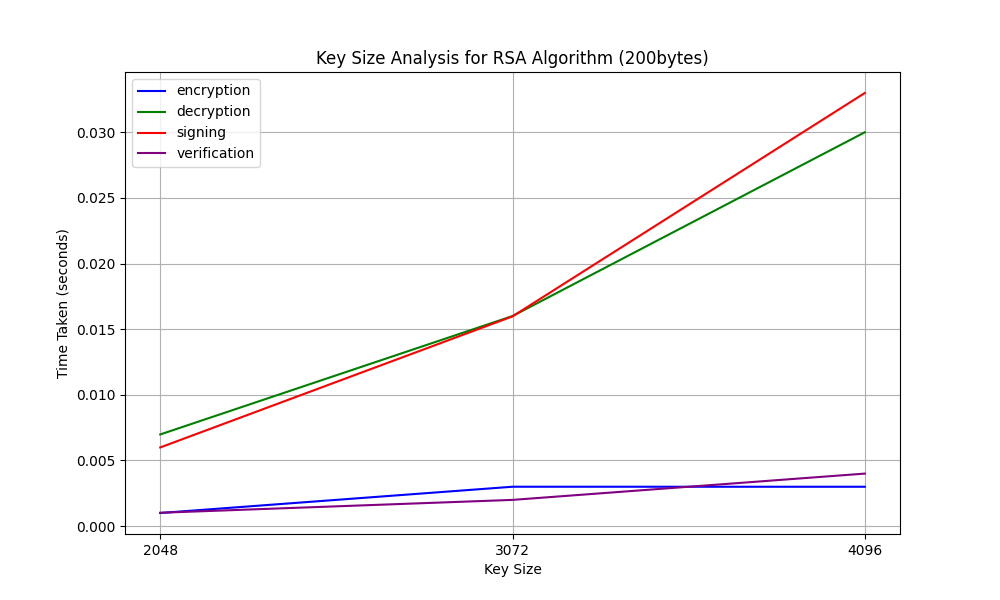 Key Size Analysis for RSA Algorithm (200bytes)
encryption
decryption
signing
verification
0.030
0.025
0.020
0.015
0.010
0.005
0.000
Time Taken (seconds)
2048 3072 4096
Key Size